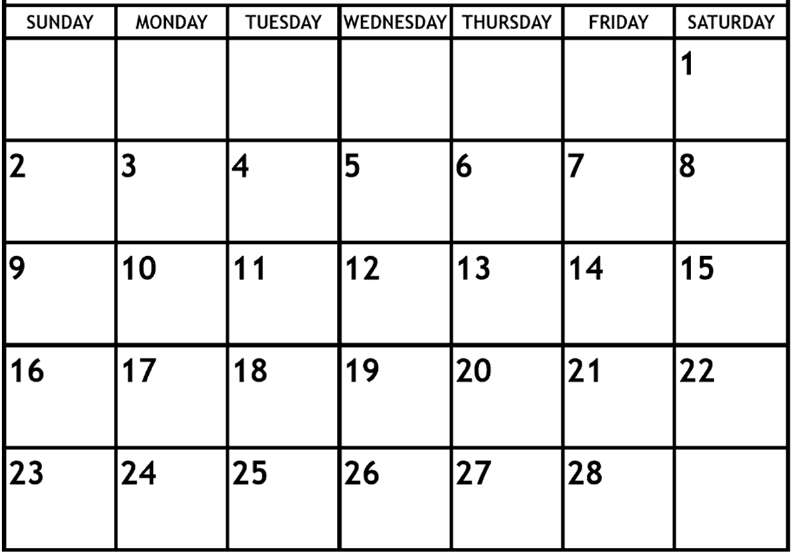 SUNDAY MONDAY TUESDAY WEDNESDAY THURSDAY FRIDAY SATURDAY
1
2 3 4 5 6 7 8
9 10 11 12 13 14 15
16 17 18 19 20 21 22
23 24 25 26 27 28